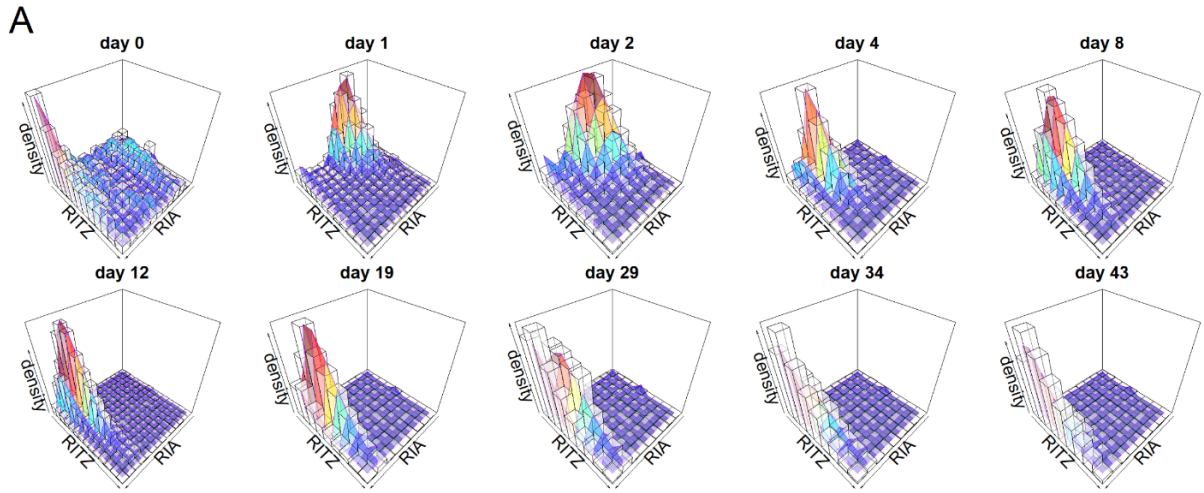 A
day 0 day 1 day 2 day 4 day 8
density RITZ RIA density RITZ RIA density RITZ RIA density RITZ RIA density RITZ RIA
day 12 day 19 day 29 day 34 day 43
density RITZ RIA density RITZ RIA density RITZ RIA density RITZ RIA density RITZ RIA